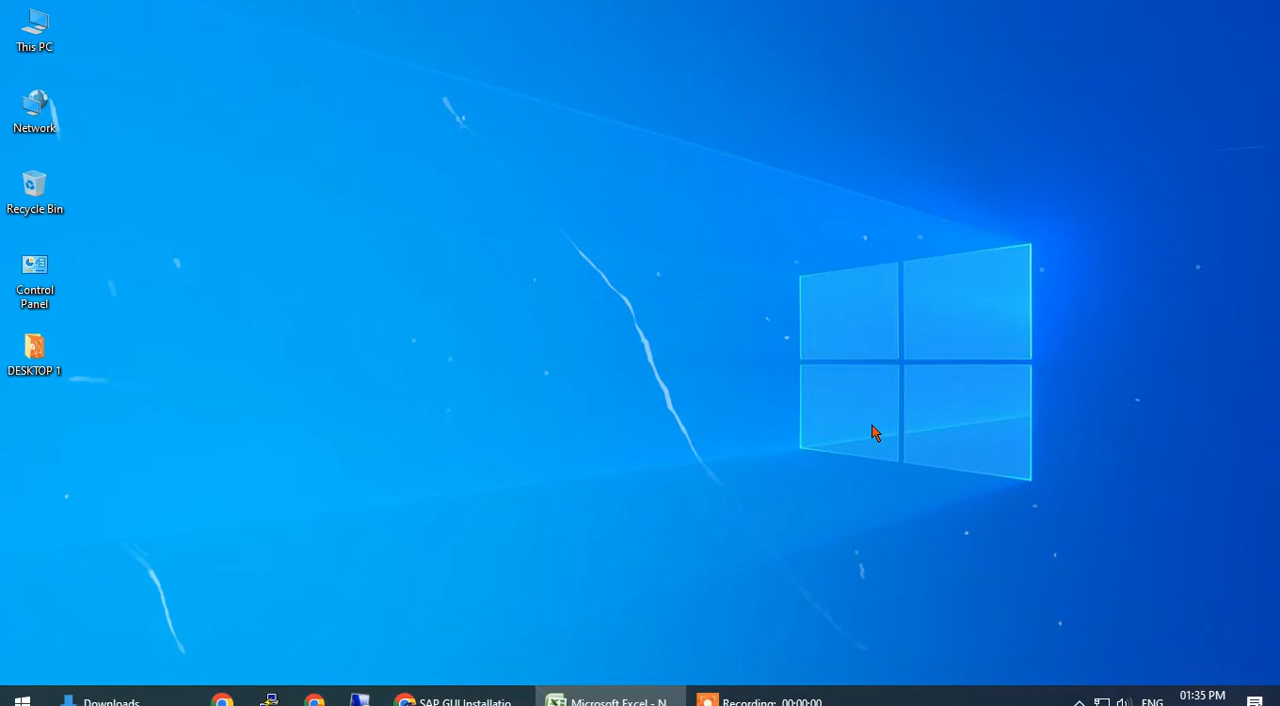 This PC
Network
Recycle Bin
Control
Panel
DESKTOP 1
Downloads
SAP GUI Installatio
Microsoft Excel - N
Recording: 00:00:00
ENG
01:35 PM